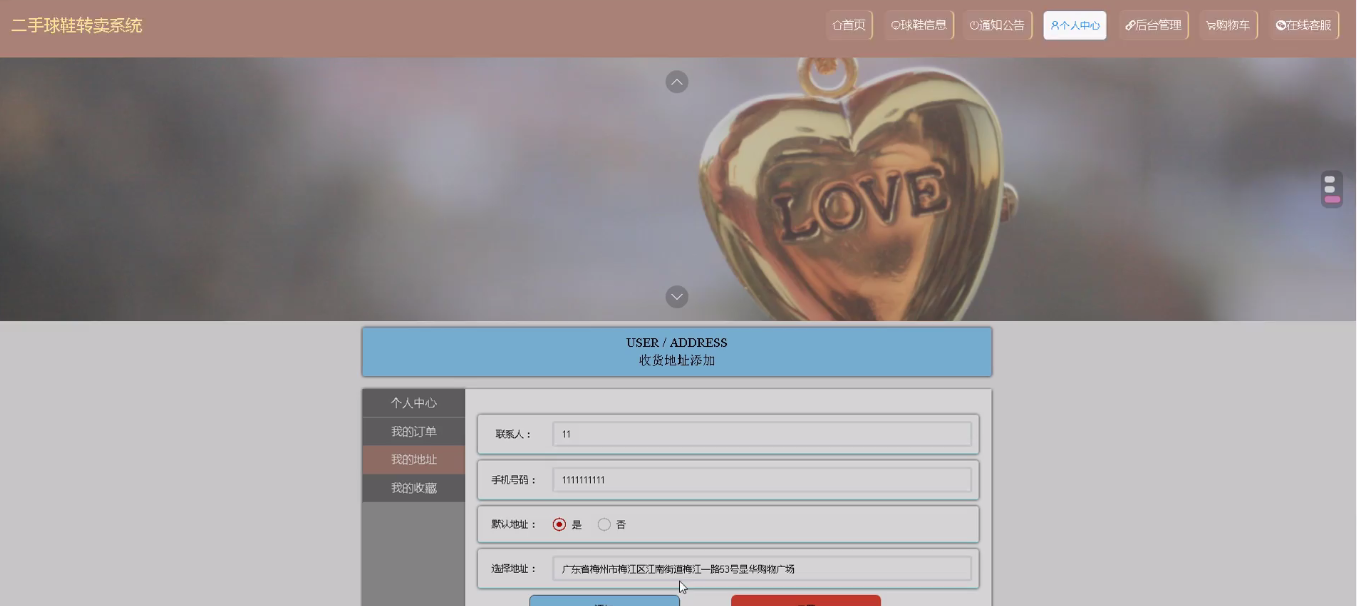 二手球鞋转卖系统
首页
球鞋信息
通知公告
个人中心
后台管理
购物车
在线客服
LOVE
USER / ADDRESS
收货地址添加
个人中心
我的订单
我的地址
我的收藏
联系人： 11
手机号码： 1111111111
默认地址： 是 否
选择地址： 广东省梅州市梅江区江南街道梅江一路53号昱华购物广场